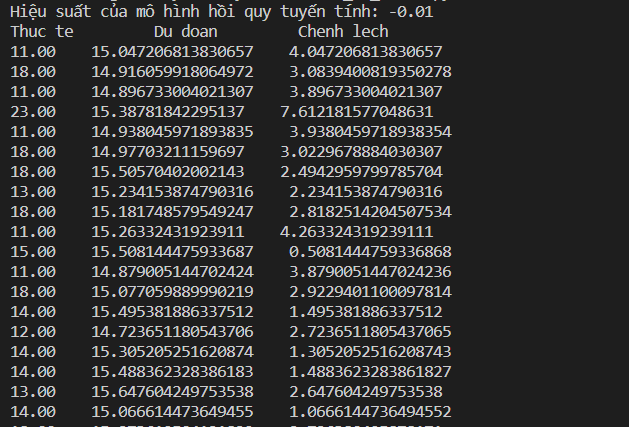 Hiệu suất của mô hình hồi quy tuyến tính: -0.01
Thuc te Du doan Chenh lech
11.00 15.047206813830657 4.047206813830657
18.00 14.916059918064972 3.0839400819350278
11.00 14.896733004021307 3.896733004021307
23.00 15.38781842295137 7.612181577048631
11.00 14.938045971893835 3.9380459718938354
18.00 14.97703211159697 3.0229678884030307
18.00 15.50570402002143 2.4942959799785704
13.00 15.234153874790316 2.234153874790316
18.00 15.181748579549247 2.8182514204507534
11.00 15.26332431923911 4.263324319239111
15.00 15.508144475933687 0.5081444759336868
11.00 14.879005144702424 3.8790051447024236
18.00 15.077059889990219 2.9229401100097814
14.00 15.495381886337512 1.495381886337512
12.00 14.723651180543706 2.7236511805437065
14.00 15.305205251620874 1.3052052516208743
14.00 15.488362328386183 1.4883623283861827
13.00 15.647604249753538 2.647604249753538
14.00 15.066614473649455 1.0666144736494552